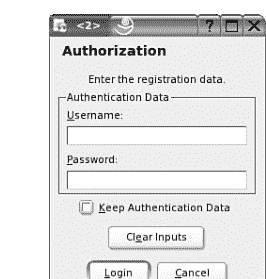 <2>
?
Authorization
Enter the registration data.
Authentication Data
Username:
Password:
Keep Authentication Data
Clear Inputs
Login
Cancel